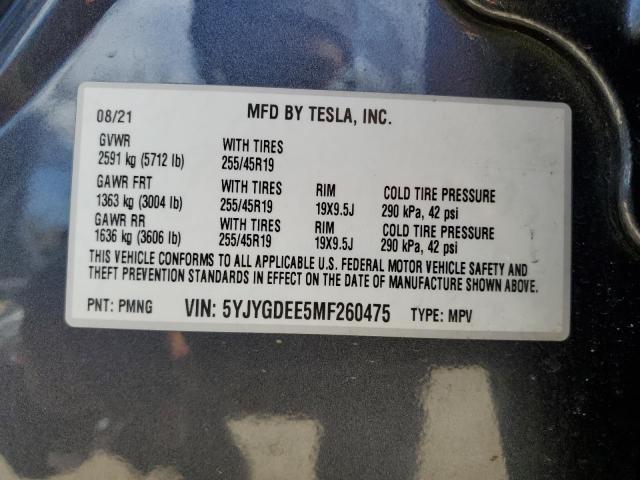 08/21 MFD BY TESLA, INC.
GVWR WITH TIRES
2591 kg (5712 lb) 255/45R19
GAWR FRT WITH TIRES RIM COLD TIRE PRESSURE
1363 kg (3004 lb) 255/45R19 19X9.5J 290 kPa, 42 psi
GAWR RR WITH TIRES RIM COLD TIRE PRESSURE
1636 kg (3606 lb) 255/45R19 19X9.5J 290 kPa, 42 psi
THIS VEHICLE CONFORMS TO ALL APPLICABLE U.S. FEDERAL MOTOR VEHICLE SAFETY AND
THEFT PREVENTION STANDARDS IN EFFECT ON THE DATE OF MANUFACTURE SHOWN ABOVE.
PNT: PMNG VIN: 5YJYGDEE5MF260475 TYPE: MPV